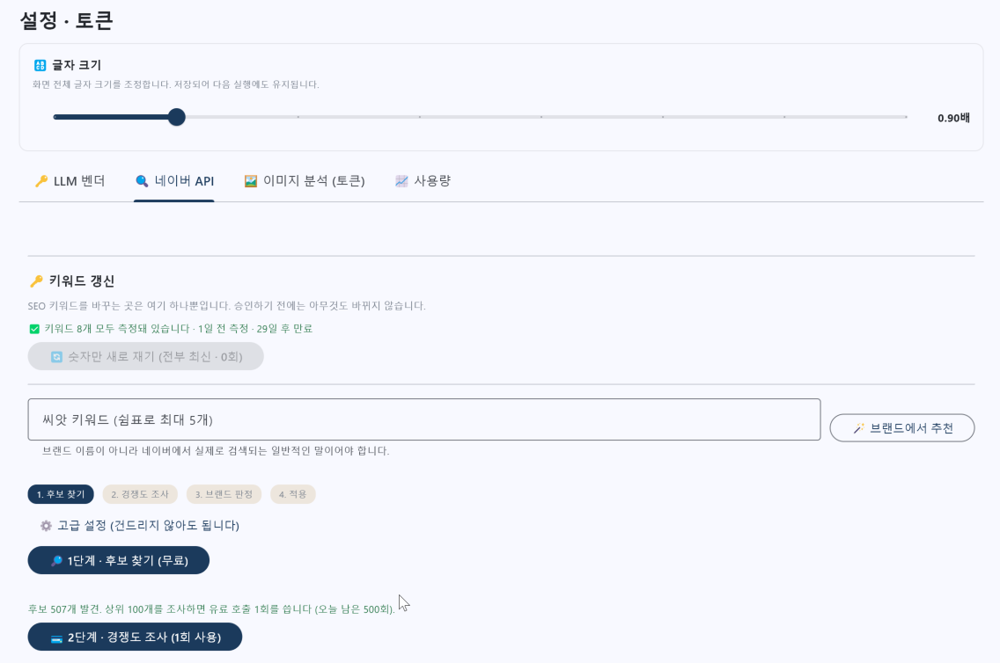 설정 · 토큰
글자 크기
화면 전체 글자 크기를 조정합니다. 저장되어 다음 실행에도 유지됩니다.
0.90배
LLM 벤더 네이버 API 이미지 분석 (토큰) 사용량
키워드 갱신
SEO 키워드를 바꾸는 곳은 여기 하나뿐입니다. 승인하기 전에는 아무것도 바뀌지 않습니다.
키워드 8개 모두 측정돼 있습니다 · 1일 전 측정 · 29일 후 만료
숫자만 새로 재기 (전부 최신 · 0회)
씨앗 키워드 (쉼표로 최대 5개)
브랜드에서 추천
브랜드 이름이 아니라 네이버에서 실제로 검색되는 일반적인 말이어야 합니다.
1. 후보 찾기 2. 경쟁도 조사 3. 브랜드 판정 4. 적용
고급 설정 (건드리지 않아도 됩니다)
1단계 · 후보 찾기 (무료)
후보 507개 발견. 상위 100개를 조사하면 유료 호출 1회를 씁니다 (오늘 남은 500회).
2단계 · 경쟁도 조사 (1회 사용)